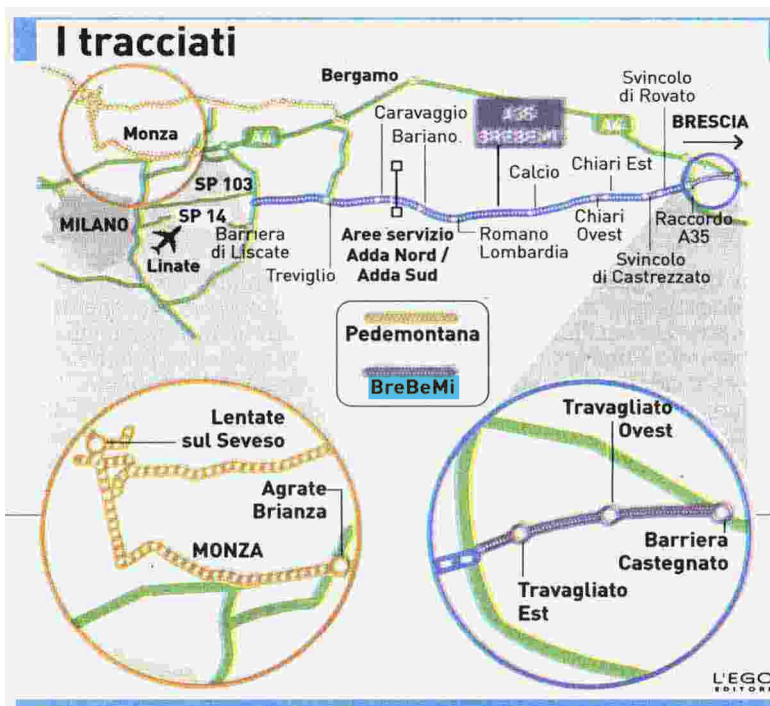 I tracciati
Bergamo
Svincolo
di Rovato
Caravaggio
Bariano
A35
BREBEMI
BRESCIA
Monza
A4
A4
Chiari Est
SP 103
Calcio
MILANO
SP 14
Linate
Barriera
di Liscate
Treviglio
Aree servizio
Adda Nord /
Adda Sud
Romano
Lombardia
Chiari
Ovest
Raccordo
A35
Svincolo
di Castrezzato
Pedemontana
BreBeMi
Lentate
sul Seveso
Agrate
Brianza
MONZA
Travagliato
Ovest
Barriera
Castegnato
Travagliato
Est
L'EGO
EDITORI